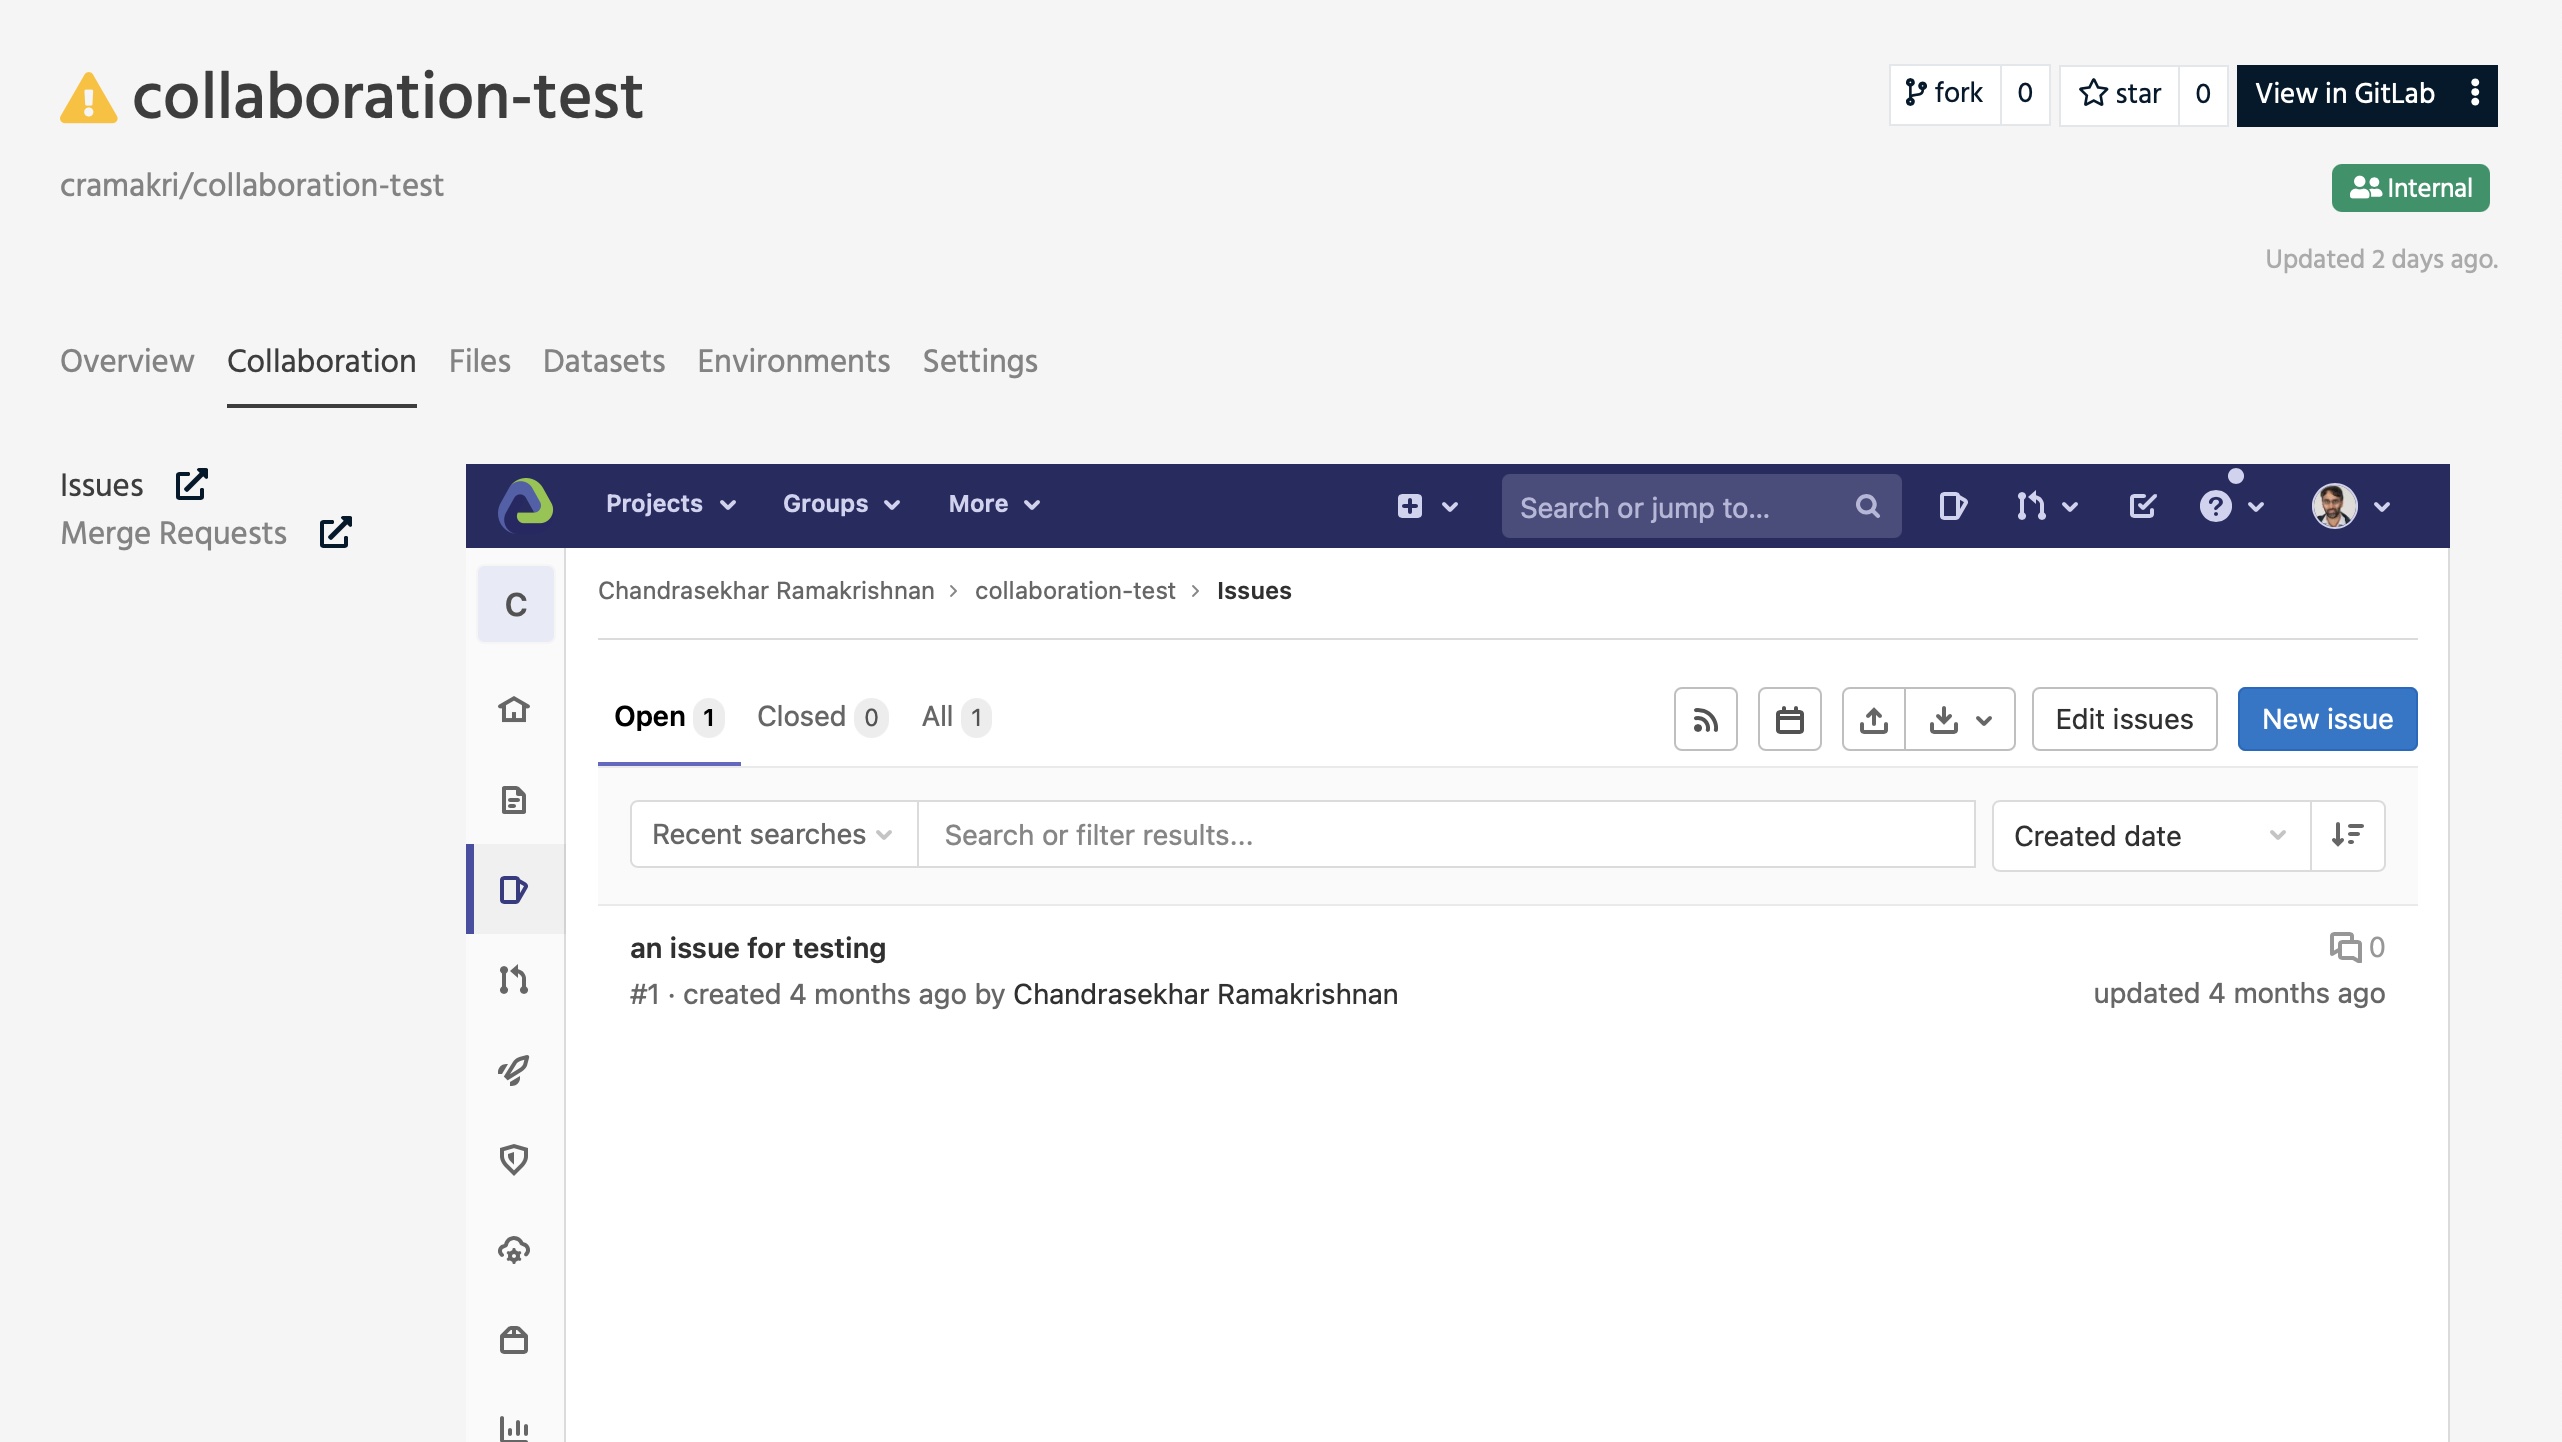 collaboration-test
fork 0 star 0 View in GitLab
cramakri/collaboration-test
Internal
Updated 2 days ago.
Overview Collaboration Files Datasets Environments Settings
Issues
Merge Requests
Projects Groups More Search or jump to...
C
Chandrasekhar Ramakrishnan > collaboration-test > Issues
Open 1 Closed 0 All 1 Edit issues New issue
Recent searches Search or filter results... Created date
an issue for testing 0
#1 · created 4 months ago by Chandrasekhar Ramakrishnan updated 4 months ago